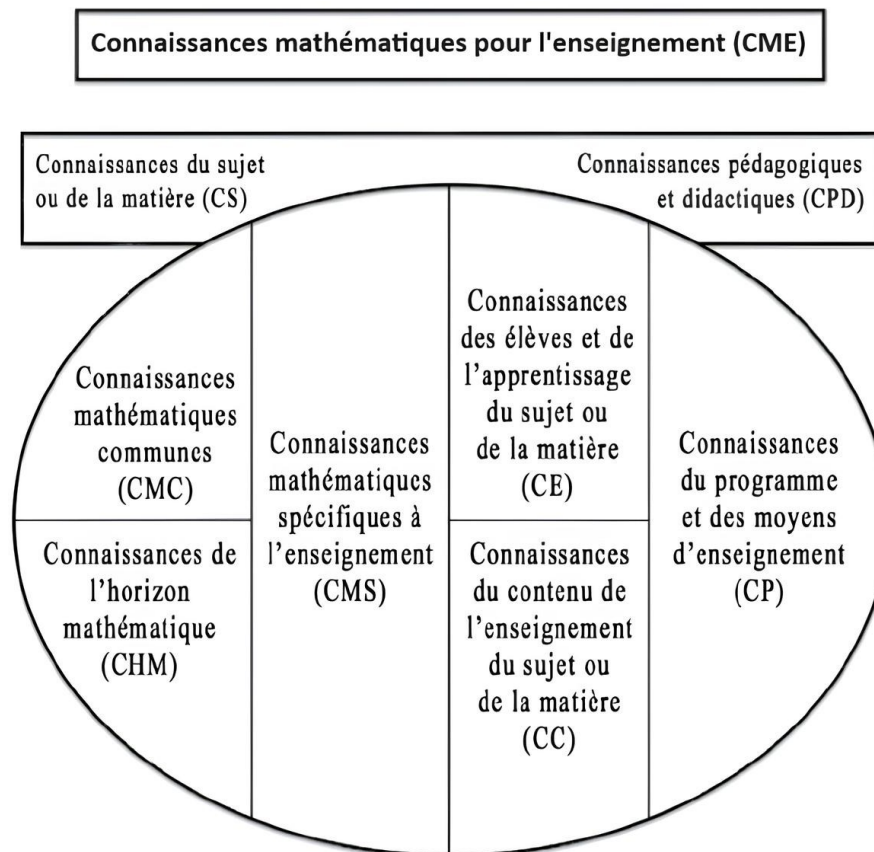 Connaissances mathématiques pour l'enseignement (CME)
Connaissances du sujet
ou de la matière (CS)
Connaissances pédagogiques
et didactiques (CPD)
Connaissances
mathématiques
communes
(CMC)
Connaissances de
l’horizon
mathématique
(CHM)
Connaissances
mathématiques
spécifiques à
l’enseignement
(CMS)
Connaissances
des élèves et de
l’apprentissage
du sujet ou
de la matière
(CE)
Connaissances
du contenu de
l’enseignement
du sujet ou
de la matière
(CC)
Connaissances
du programme
et des moyens
d’enseignement
(CP)